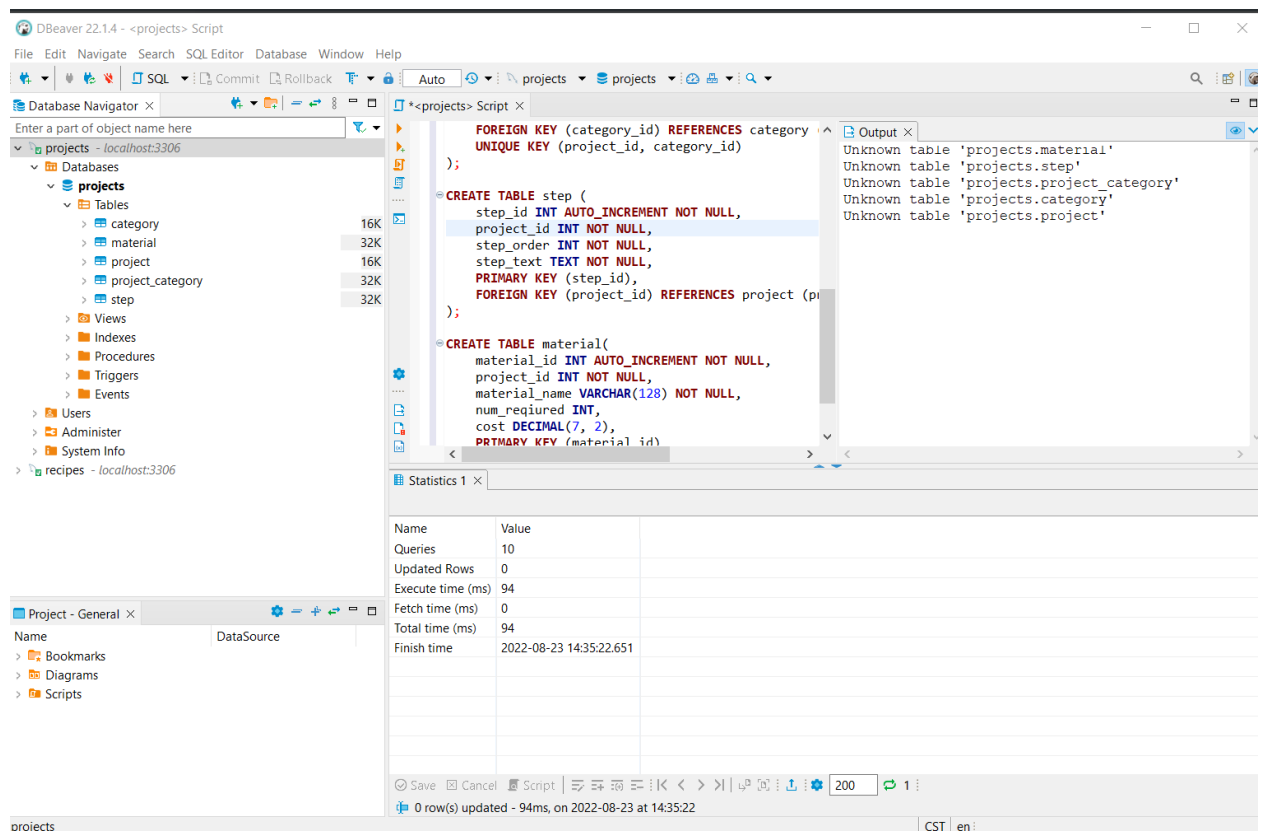 DBeaver 22.1.4 - <projects> Script
File Edit Navigate Search SQL Editor Database Window Help
SQL Commit Rollback Auto projects projects
Database Navigator
Enter a part of object name here
projects - localhost:3306
Databases
projects
Tables
category 16K
material 32K
project 16K
project_category 32K
step 32K
Views
Indexes
Procedures
Triggers
Events
Users
Administer
System Info
recipes - localhost:3306
*<projects> Script
FOREIGN KEY (category_id) REFERENCES category
UNIQUE KEY (project_id, category_id)
);
CREATE TABLE step (
step_id INT AUTO_INCREMENT NOT NULL,
project_id INT NOT NULL,
step_order INT NOT NULL,
step_text TEXT NOT NULL,
PRIMARY KEY (step_id),
FOREIGN KEY (project_id) REFERENCES project (
);
CREATE TABLE material(
material_id INT AUTO_INCREMENT NOT NULL,
project_id INT NOT NULL,
material_name VARCHAR(128) NOT NULL,
num_reqiured INT,
cost DECIMAL(7, 2),
PRIMARY KEY (material_id)
Output
Unknown table 'projects.material'
Unknown table 'projects.step'
Unknown table 'projects.project_category'
Unknown table 'projects.category'
Unknown table 'projects.project'
Statistics 1
Name Value
Queries 10
Updated Rows 0
Execute time (ms) 94
Fetch time (ms) 0
Total time (ms) 94
Finish time 2022-08-23 14:35:22.651
Save Cancel Script 200 1
0 row(s) updated - 94ms, on 2022-08-23 at 14:35:22
Project - General
Name DataSource
Bookmarks
Diagrams
Scripts
projects CST en